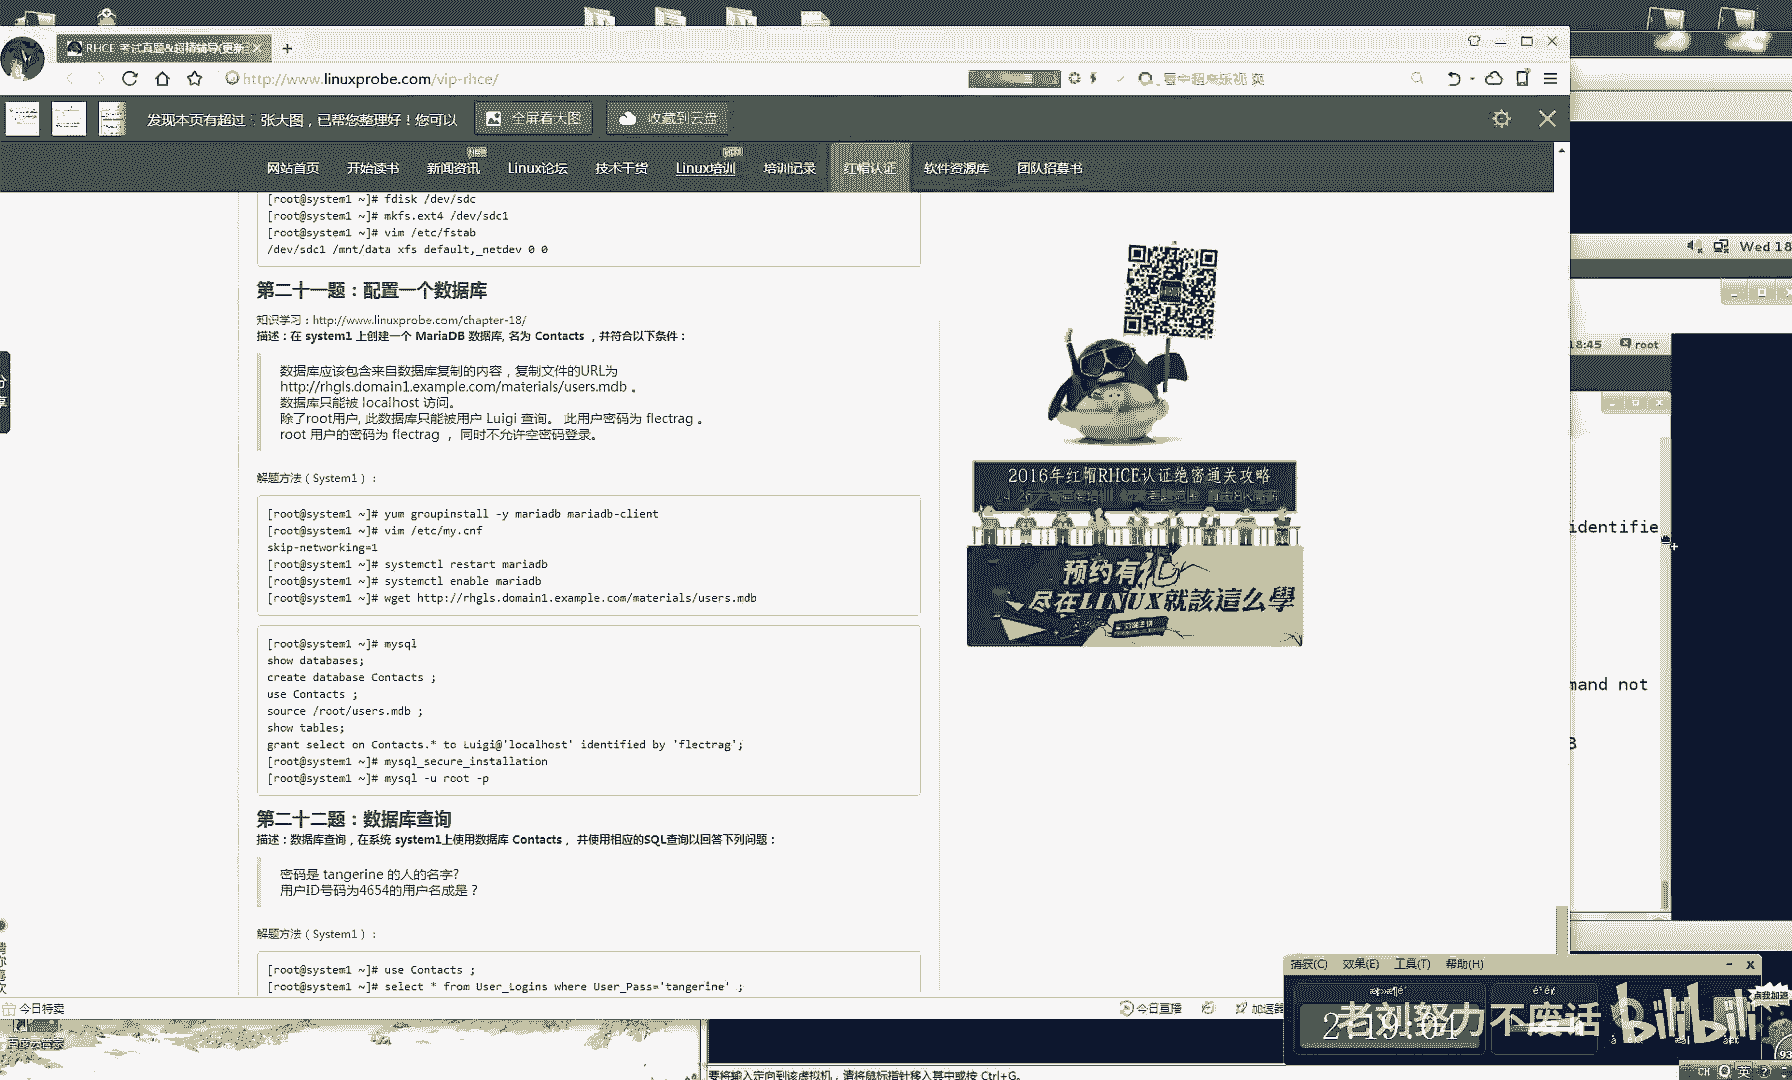 RHCE 考试真题&超精辅导(更新
http://www.linuxprobe.com/vip-rhce/
发现本页有超过 张大图，已帮您整理好！您可以
全屏看大图
收藏到云盘
网站首页
开始读书
新闻资讯
Linux论坛
技术干货
Linux培训
培训记录
红帽认证
软件资源库
团队招募书
[root@system1 ~]# fdisk /dev/sdc
[root@system1 ~]# mkfs.ext4 /dev/sdc1
[root@system1 ~]# vim /etc/fstab
/dev/sdc1 /mnt/data xfs default,_netdev 0 0
第二十一题：配置一个数据库
知识学习：http://www.linuxprobe.com/chapter-18/
描述：在 system1 上创建一个 MariaDB 数据库, 名为 Contacts ，并符合以下条件：
数据库应该包含来自数据库复制的内容，复制文件的URL为
http://rhgls.domain1.example.com/materials/users.mdb 。
数据库只能被 localhost 访问。
除了root用户, 此数据库只能被用户 Luigi 查询。 此用户密码为 flectrag 。
root 用户的密码为 flectrag ， 同时不允许空密码登录。
解题方法（System1）：
[root@system1 ~]# yum groupinstall -y mariadb mariadb-client
[root@system1 ~]# vim /etc/my.cnf
skip-networking=1
[root@system1 ~]# systemctl restart mariadb
[root@system1 ~]# systemctl enable mariadb
[root@system1 ~]# wget http://rhgls.domain1.example.com/materials/users.mdb
[root@system1 ~]# mysql
show databases;
create database Contacts ;
use Contacts ;
source /root/users.mdb ;
show tables;
grant select on Contacts.* to Luigi@'localhost' identified by 'flectrag';
[root@system1 ~]# mysql_secure_installation
[root@system1 ~]# mysql -u root -p
第二十二题：数据库查询
描述：数据库查询，在系统 system1上使用数据库 Contacts， 并使用相应的SQL查询以回答下列问题：
密码是 tangerine 的人的名字?
用户ID号码为4654的用户名成是？
解题方法（System1）：
[root@system1 ~]# use Contacts ;
[root@system1 ~]# select * from User_Logins where User_Pass='tangerine' ;
2016年红帽RHCE认证绝密通关攻略
预约有礼
尽在LINUX就該這么學
Wed 18
18:45
root
identifie
mand not
今日特卖
今日直播
加速器
捕获(C)
效果(E)
工具(T)
帮助(H)
老刘努力不废话
bilibili
点我加速
93
CH
英
要将输入定向到该虚拟机，请将鼠标指针移入其中或按 Ctrl+G。